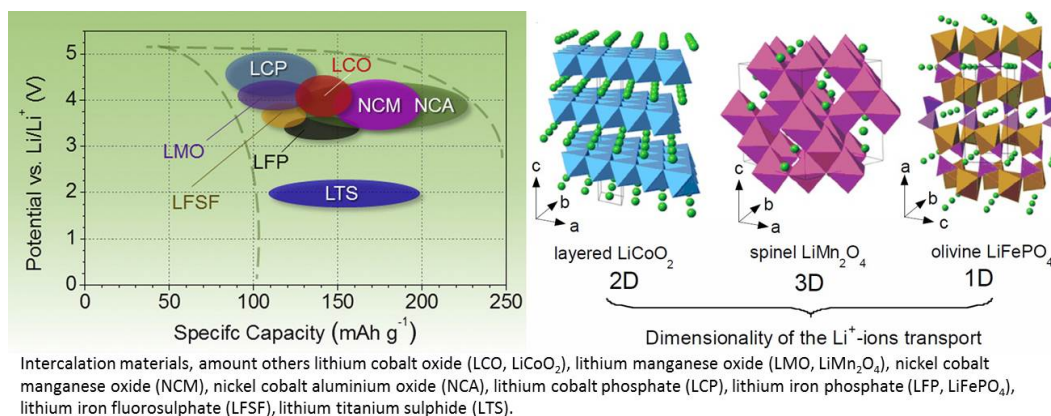 Potential vs. Li/Li⁺ (V)
5
4
3
2
1
0
LCP
LCO
NCM
NCA
LMO
LFP
LFSF
LTS
0 50 100 150 200 250
Specifc Capacity (mAh g⁻¹)
c
b
a
c
b
a
a
b
c
layered LiCoO₂
spinel LiMn₂O₄
olivine LiFePO₄
2D
3D
1D
Dimensionality of the Li⁺-ions transport
Intercalation materials, amount others lithium cobalt oxide (LCO, LiCoO₂), lithium manganese oxide (LMO, LiMn₂O₄), nickel cobalt
manganese oxide (NCM), nickel cobalt aluminium oxide (NCA), lithium cobalt phosphate (LCP), lithium iron phosphate (LFP, LiFePO₄),
lithium iron fluorosulphate (LFSF), lithium titanium sulphide (LTS).